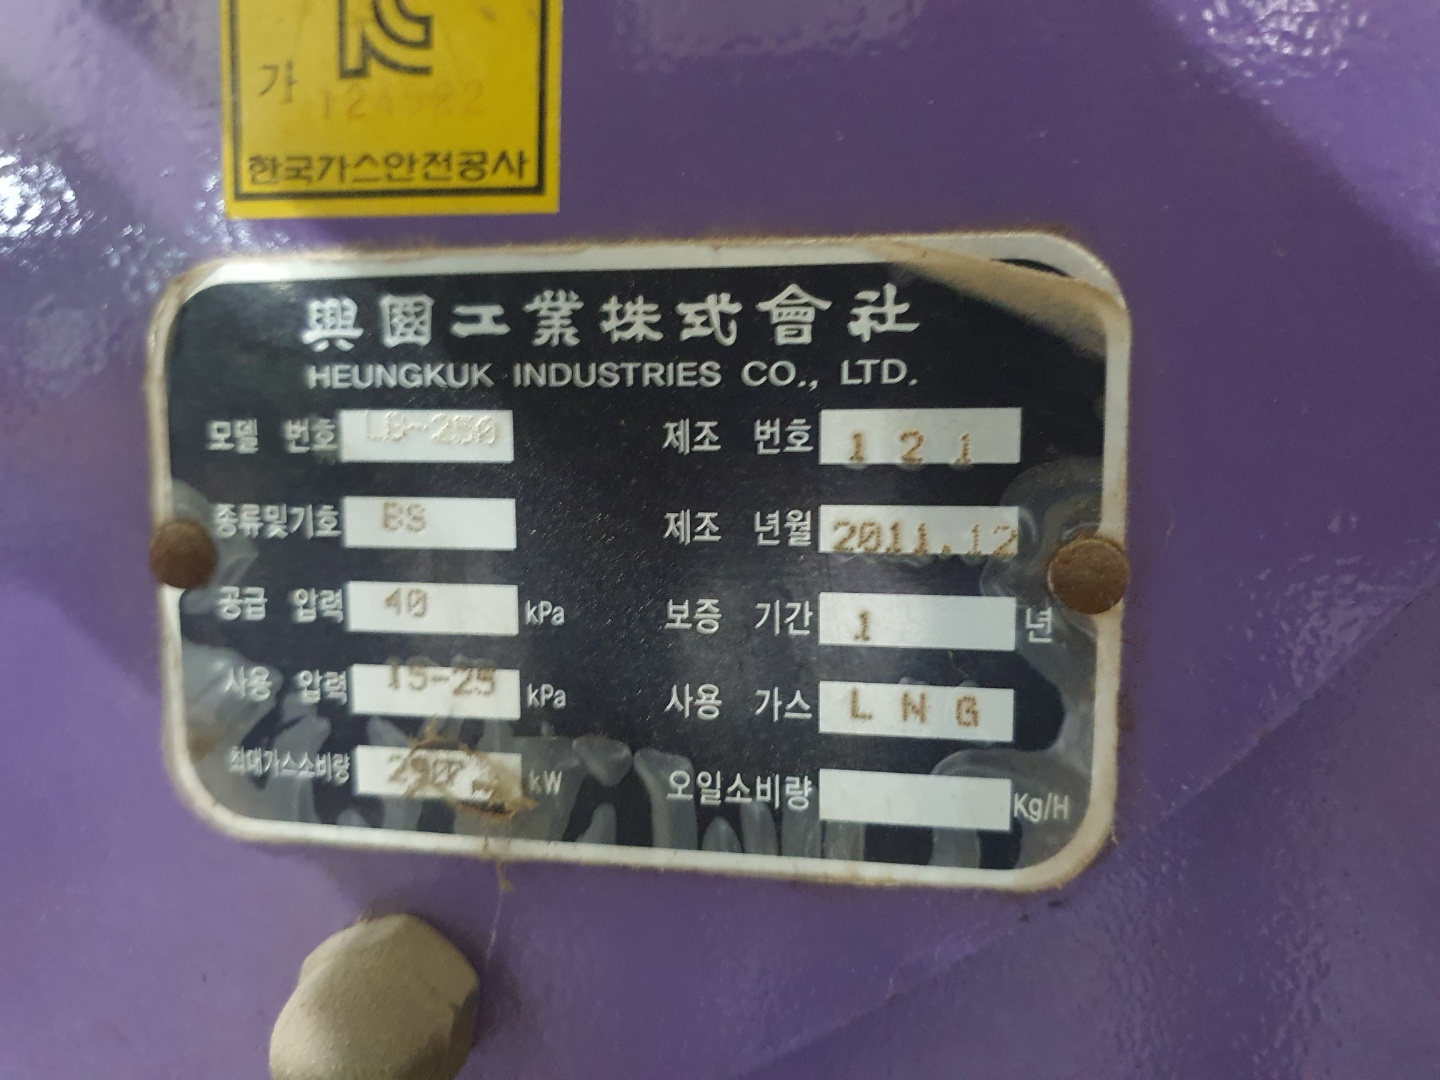 가
124522
한국가스안전공사
興國工業株式會社
HEUNGKUK INDUSTRIES CO., LTD.
모델 번호 LB-250 제조 번호 121
종류및기호 BS 제조 년월 2011.12
공급 압력 40 kPa 보증 기간 1 년
사용 압력 15-25 kPa 사용 가스 LNG
최대가스소비량 kW 오일소비량 Kg/H